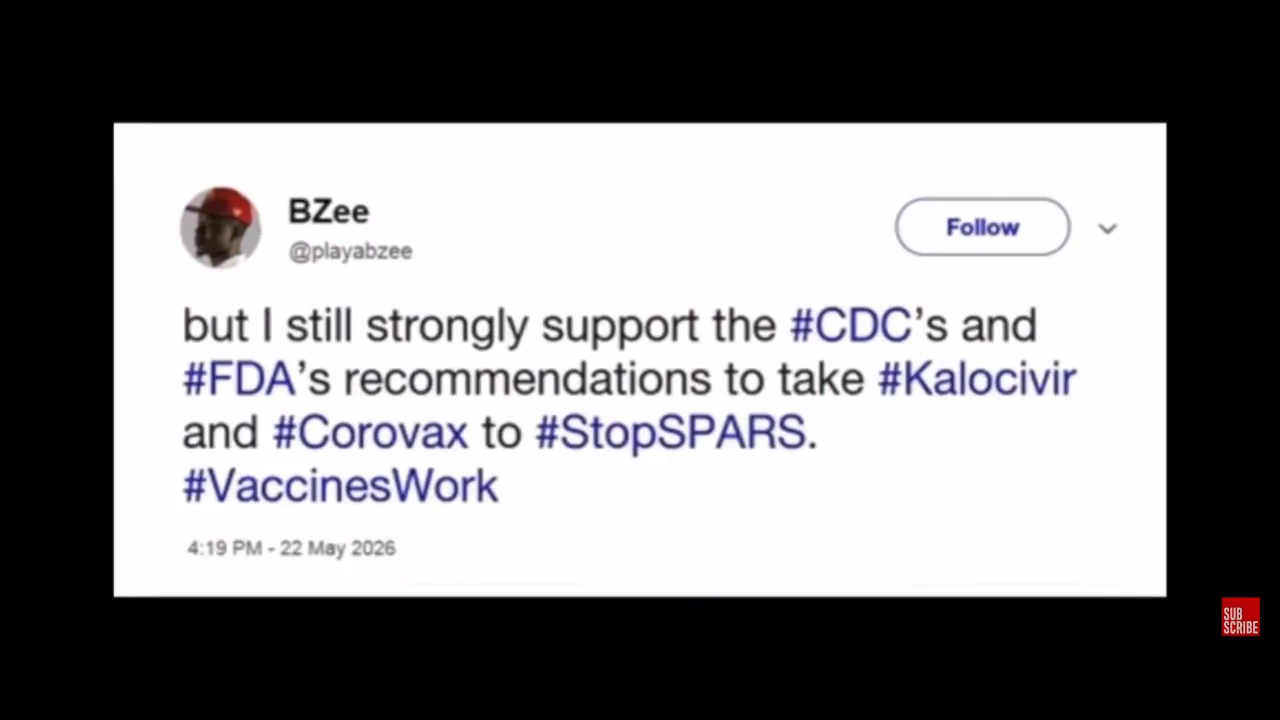 BZee
@playabzee
Follow
but I still strongly support the #CDC's and
#FDA's recommendations to take #Kalocivir
and #Corovax to #StopSPARS.
#VaccinesWork
4:19 PM - 22 May 2026
SUB
SCRIBE